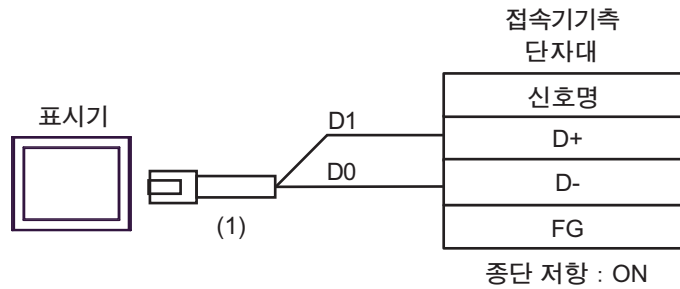 접속기기측
단자대
신호명
표시기
D1
D+
D0
D-
(1)
FG
종단 저항 : ON